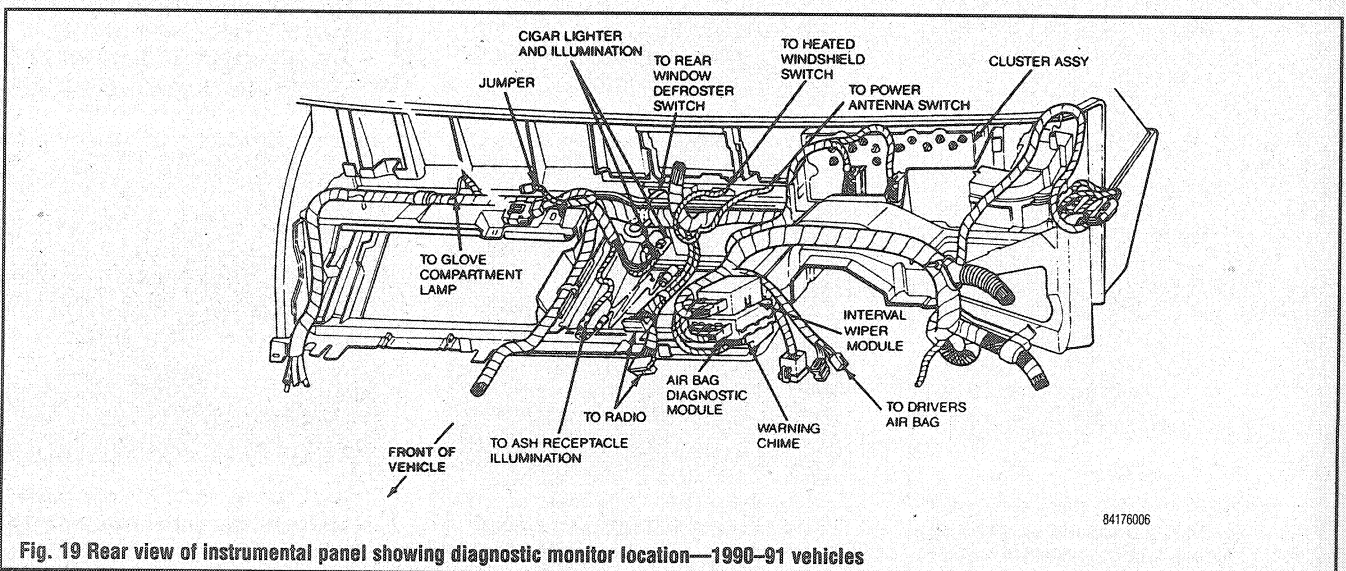 CIGAR LIGHTER
AND ILLUMINATION
JUMPER
TO REAR
WINDOW
DEFROSTER
SWITCH
TO HEATED
WINDSHIELD
SWITCH
TO POWER
ANTENNA SWITCH
CLUSTER ASSY
TO GLOVE
COMPARTMENT
LAMP
INTERVAL
WIPER
MODULE
AIR BAG
DIAGNOSTIC
MODULE
TO RADIO
TO DRIVERS
AIR BAG
WARNING
CHIME
TO ASH RECEPTACLE
ILLUMINATION
FRONT OF
VEHICLE
84176006
Fig. 19 Rear view of instrumental panel showing diagnostic monitor location—1990–91 vehicles